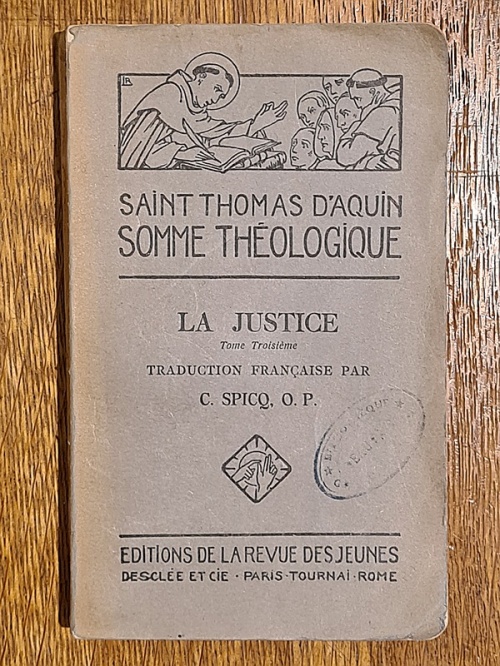 SAINT THOMAS D'AQUIN
SOMME THÉOLOGIQUE
LA JUSTICE
Tome Troisième
TRADUCTION FRANÇAISE PAR
C. SPICQ, O. P.
EDITIONS DE LA REVUE DES JEUNES
DESCLÉE ET CIE · PARIS · TOURNAI · ROME